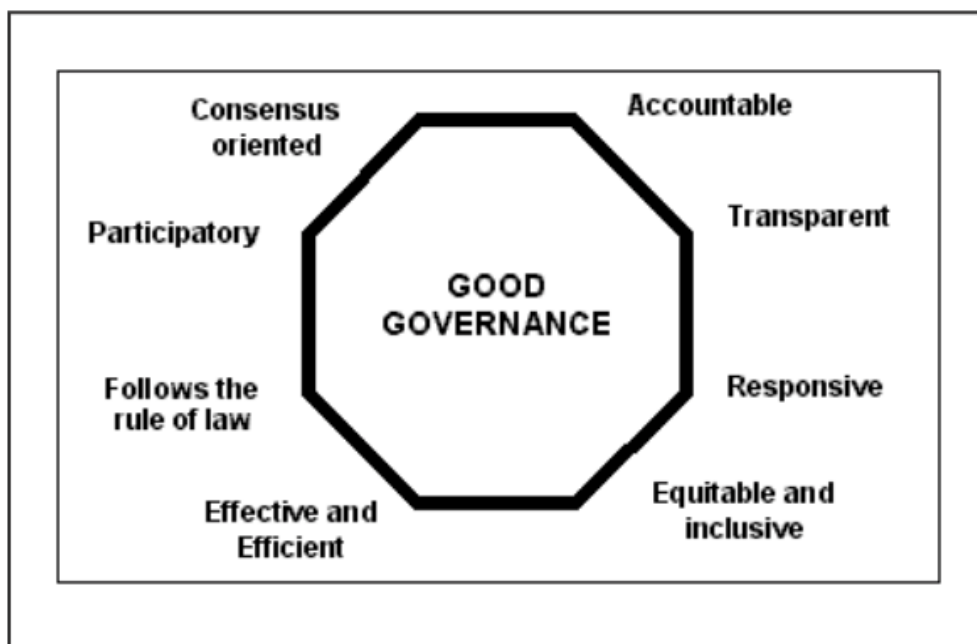 Consensus
oriented
Accountable
Participatory
Transparent
GOOD
GOVERNANCE
Follows the
rule of law
Responsive
Effective and
Efficient
Equitable and
inclusive